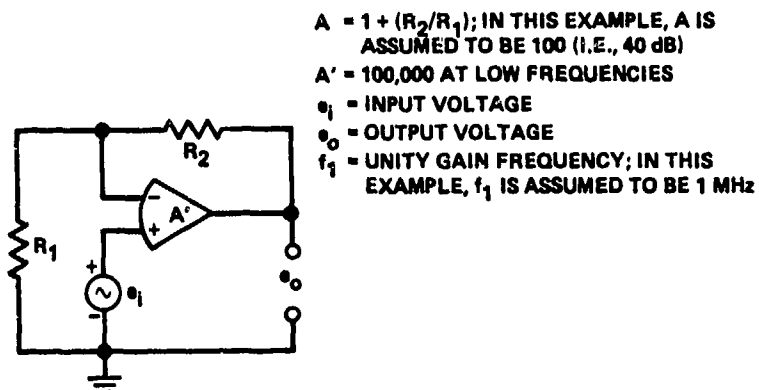 A = 1 + (R₂/R₁); IN THIS EXAMPLE, A IS
ASSUMED TO BE 100 (I.E., 40 dB)
A' = 100,000 AT LOW FREQUENCIES
eᵢ = INPUT VOLTAGE
eₒ = OUTPUT VOLTAGE
f₁ = UNITY GAIN FREQUENCY; IN THIS
EXAMPLE, f₁ IS ASSUMED TO BE 1 MHz
R₂
−
A'
+
R₁
+
eᵢ
−
eₒ